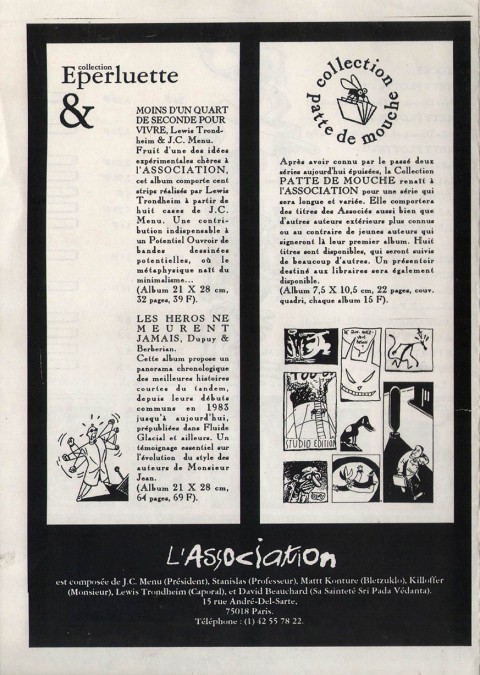 collection
Eperluette
&
MOINS D'UN QUART
DE SECONDE POUR
VIVRE, Lewis Trond-
heim & J.C. Menu.
Fruit d'une des idées
expérimentales chères à
l'ASSOCIATION,
cet album comporte cent
strips réalisés par Lewis
Trondheim à partir de
huit cases de J.C.
Menu. Une contri-
bution indispensable à
un Potentiel Ouvroir de
bandes dessinées
potentielles, où le
métaphysique naît du
minimalisme...
(Album 21 X 28 cm,
32 pages, 39 F).
LES HEROS NE
MEURENT
JAMAIS, Dupuy &
Berberian.
Cette album propose un
panorama chronologique
des meilleures histoires
courtes du tandem,
depuis leurs débuts
communs en 1983
jusqu'à aujourd'hui,
prépubliées dans Fluide
Glacial et ailleurs. Un
témoignage essentiel sur
l'évolution du style des
auteurs de Monsieur
Jean.
(Album 21 X 28 cm,
64 pages, 69 F).
collection
patte de mouche
Après avoir connu par le passé deux
séries aujourd'hui épuisées, la Collection
PATTE DE MOUCHE renaît à
l'ASSOCIATION pour une série qui
sera longue et variée. Elle comportera
des titres des Associés aussi bien que
d'autres auteurs extérieurs plus connus
ou au contraire de jeunes auteurs qui
signeront là leur premier album. Huit
titres sont disponibles, qui seront suivis
de beaucoup d'autres. Un présentoir
destiné aux libraires sera également
disponible.
(Album 7,5 X 10,5 cm, 22 pages, couv.
quadri, chaque album 15 F).
STUDIO EDITION
L'ASSOCIATION
est composée de J.C. Menu (Président), Stanislas (Professeur), Mattt Konture (Bletzuklo), Killoffer
(Monsieur), Lewis Trondheim (Caporal), et David Beauchard (Sa Sainteté Sri Pada Védanta).
15 rue André-Del-Sarte,
75018 Paris.
Téléphone : (1) 42 55 78 22.